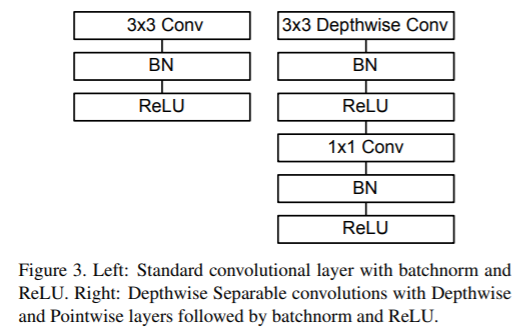 3x3 Conv
BN
ReLU
3x3 Depthwise Conv
BN
ReLU
1x1 Conv
BN
ReLU
Figure 3. Left: Standard convolutional layer with batchnorm and
ReLU. Right: Depthwise Separable convolutions with Depthwise
and Pointwise layers followed by batchnorm and ReLU.